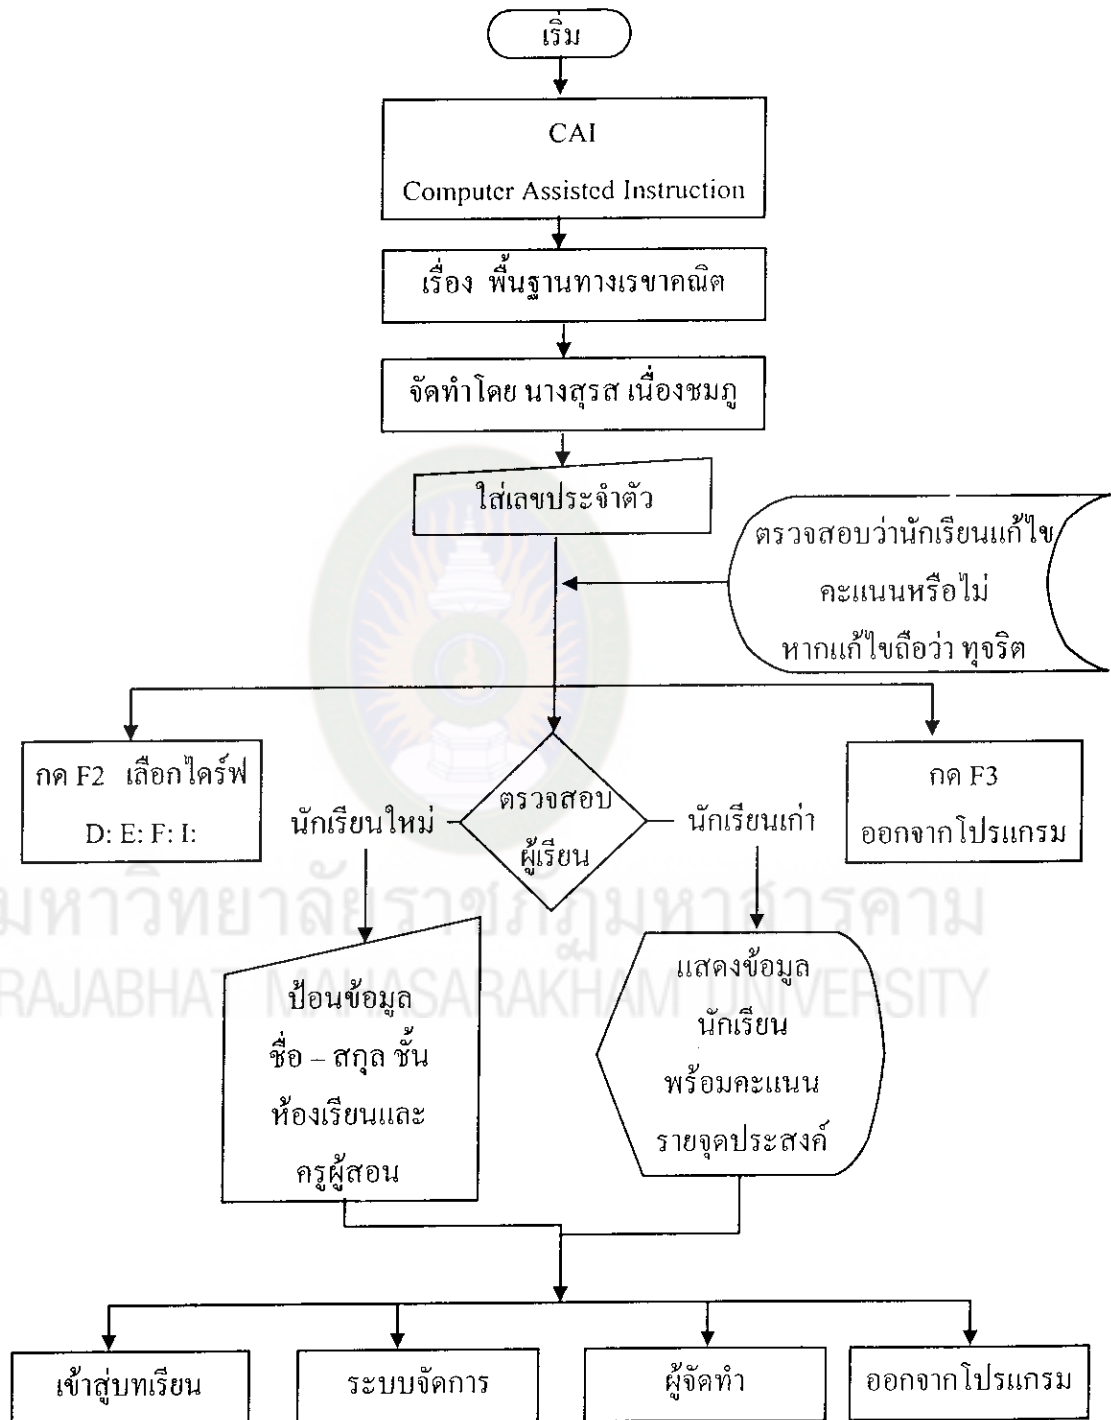 เริ่ม
CAI
Computer Assisted Instruction
เรื่อง พื้นฐานทางเรขาคณิต
จัดทำโดย นางสุรส เนื่องชมภู
ใส่เลขประจำตัว
ตรวจสอบว่านักเรียนแก้ไข
คะแนนหรือไม่
หากแก้ไขถือว่า ทุจริต
กด F2 เลือกไดร์ฟ
D: E: F: I:
นักเรียนใหม่
ตรวจสอบ
ผู้เรียน
นักเรียนเก่า
กด F3
ออกจากโปรแกรม
มหาวิทยาลัยราชภัฏมหาสารคาม
RAJABHAT MAHASARAKHAM UNIVERSITY
ป้อนข้อมูล
ชื่อ – สกุล ชั้น
ห้องเรียนและ
ครูผู้สอน
แสดงข้อมูล
นักเรียน
พร้อมคะแนน
รายจุดประสงค์
เข้าสู่บทเรียน
ระบบจัดการ
ผู้จัดทำ
ออกจากโปรแกรม